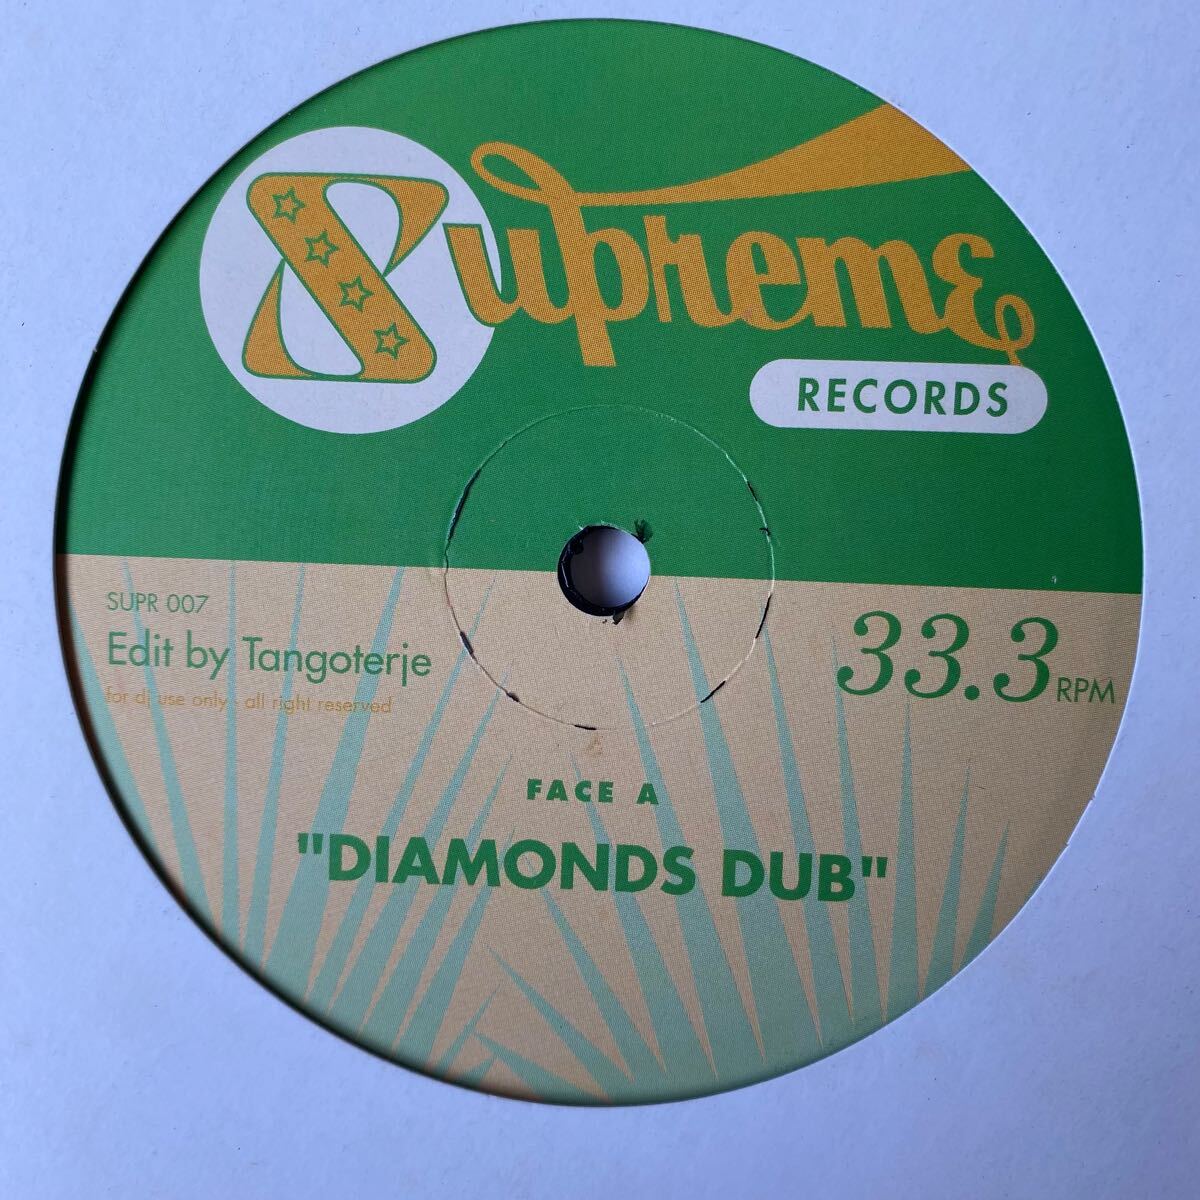 Supreme
RECORDS
SUPR 007
Edit by Tangoterje
for dj use only - all right reserved
33.3 RPM
FACE A
"DIAMONDS DUB"